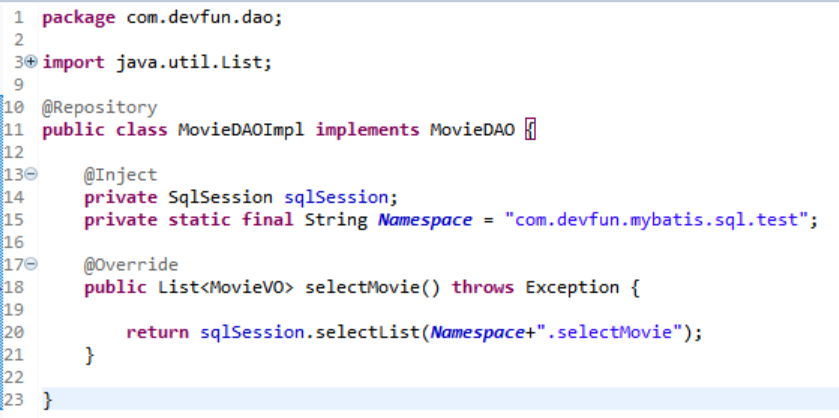 1 package com.devfun.dao;
2
3 import java.util.List;
9
10 @Repository
11 public class MovieDAOImpl implements MovieDAO {
12
13 @Inject
14 private SqlSession sqlSession;
15 private static final String Namespace = "com.devfun.mybatis.sql.test";
16
17 @Override
18 public List<MovieVO> selectMovie() throws Exception {
19
20 return sqlSession.selectList(Namespace+".selectMovie");
21 }
22
23 }